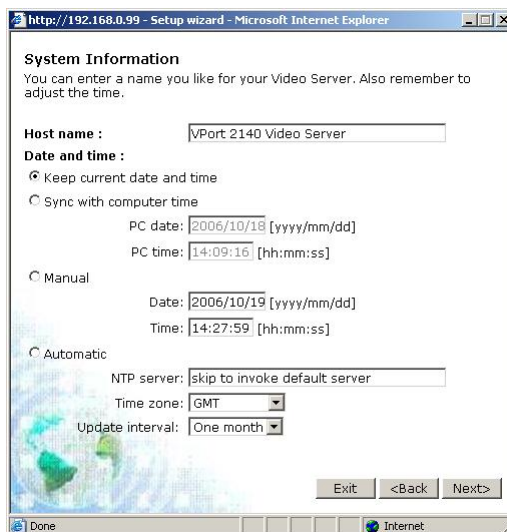 http://192.168.0.99 - Setup wizard - Microsoft Internet Explorer
System Information
You can enter a name you like for your Video Server. Also remember to
adjust the time.
Host name : VPort 2140 Video Server
Date and time :
Keep current date and time
Sync with computer time
PC date: 2006/10/18 [yyyy/mm/dd]
PC time: 14:09:16 [hh:mm:ss]
Manual
Date: 2006/10/19 [yyyy/mm/dd]
Time: 14:27:59 [hh:mm:ss]
Automatic
NTP server: skip to invoke default server
Time zone: GMT
Update interval: One month
Exit <Back Next>
Done Internet